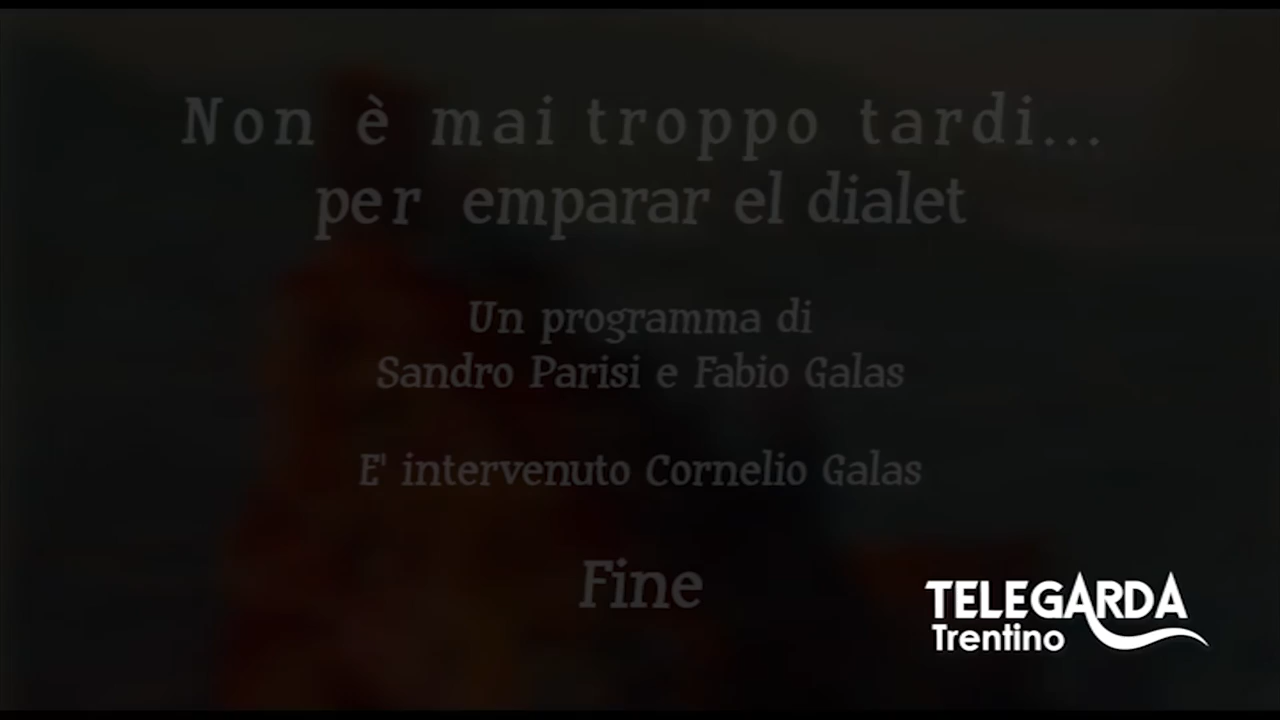 Non è mai troppo tardi...
per emparar el dialet
Un programma di
Sandro Parisi e Fabio Galas
E' intervenuto Cornelio Galas
Fine
TELEGARDA
Trentino